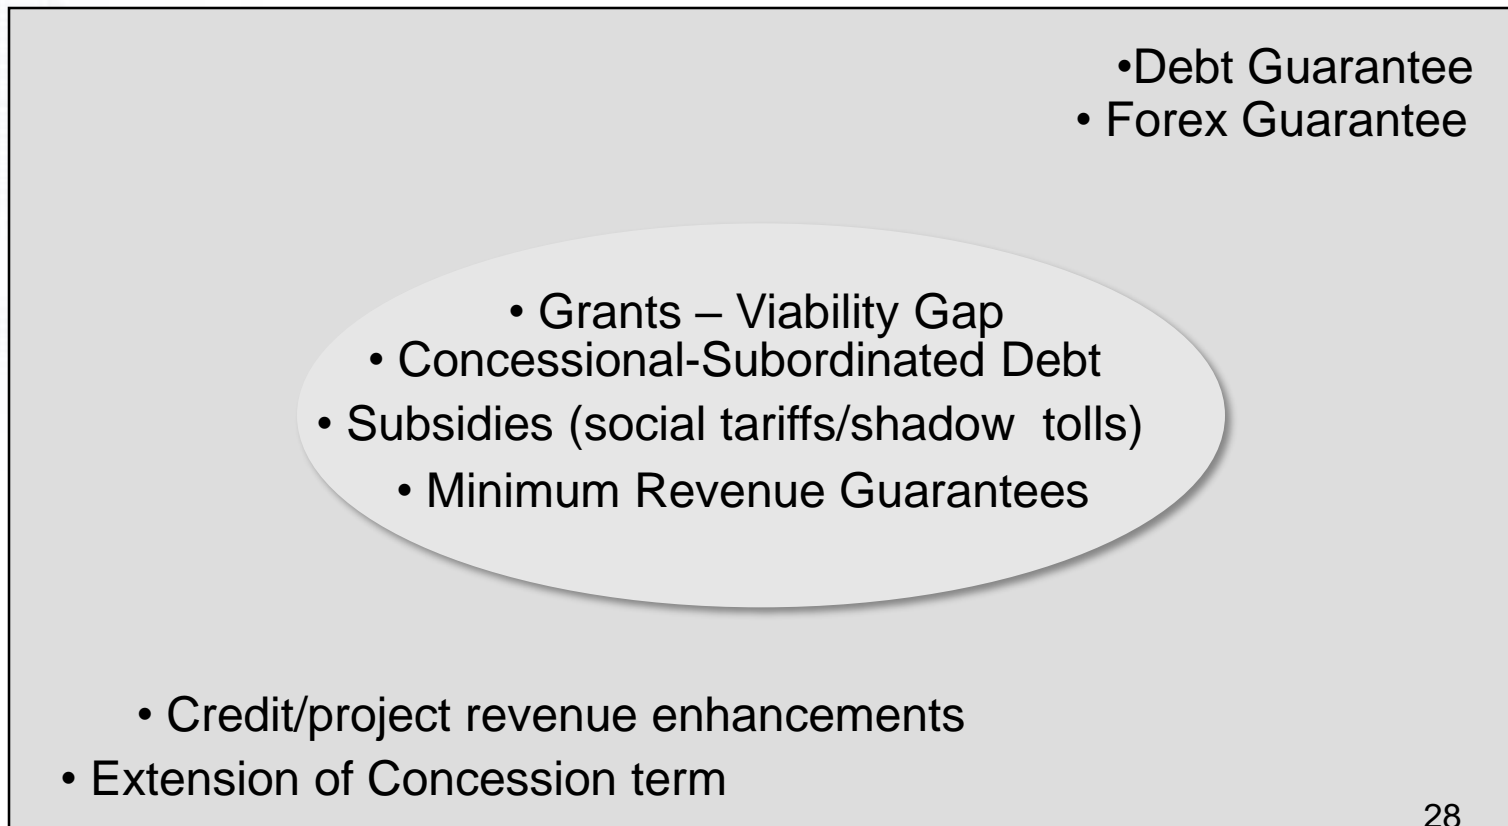 •Debt Guarantee
• Forex Guarantee
• Grants – Viability Gap
• Concessional-Subordinated Debt
• Subsidies (social tariffs/shadow tolls)
• Minimum Revenue Guarantees
• Credit/project revenue enhancements
• Extension of Concession term
28